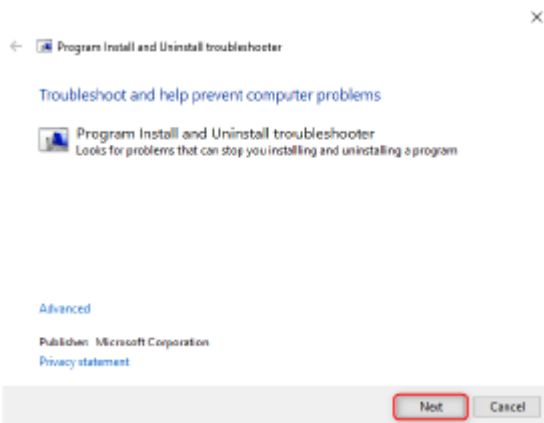 Program Install and Uninstall troubleshooter
Troubleshoot and help prevent computer problems
Program Install and Uninstall troubleshooter
Looks for problems that can stop you installing and uninstalling a program
Advanced
Publisher: Microsoft Corporation
Privacy statement
Next Cancel